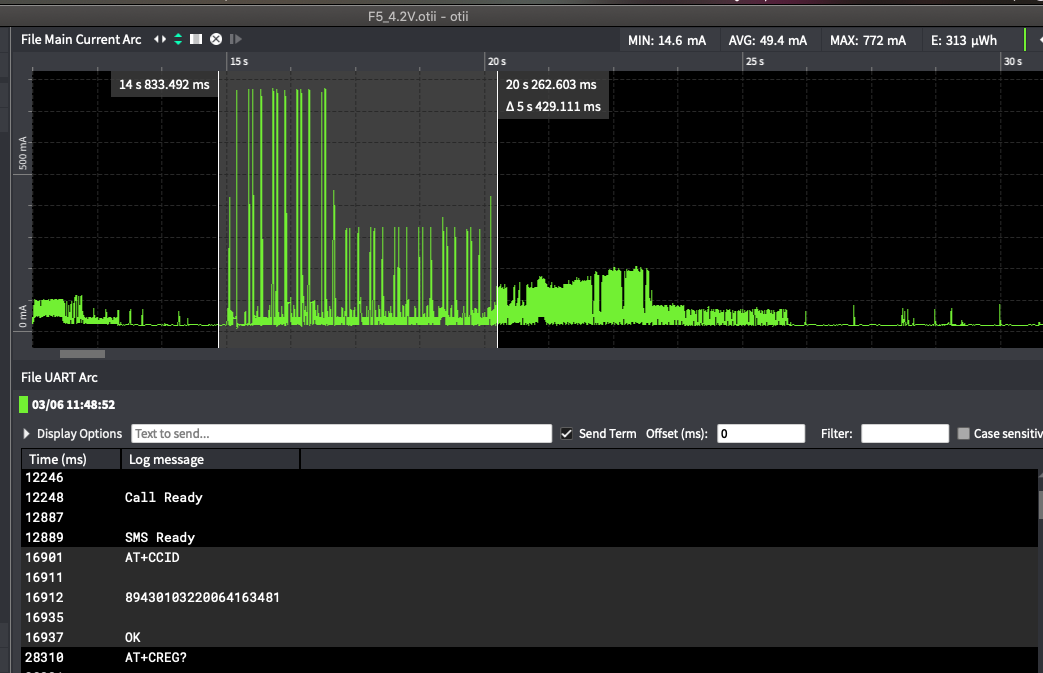 F5_4.2V.otii - otii
File Main Current Arc
MIN: 14.6 mA AVG: 49.4 mA MAX: 772 mA E: 313 µWh
15 s 20 s 25 s 30 s
14 s 833.492 ms
20 s 262.603 ms
Δ 5 s 429.111 ms
500 mA
0 mA
File UART Arc
03/06 11:48:52
Display Options Text to send... Send Term Offset (ms): 0 Filter: Case sensitiv
Time (ms) Log message
12246
12248 Call Ready
12887
12889 SMS Ready
16901 AT+CCID
16911
16912 89430103220064163481
16935
16937 OK
28310 AT+CREG?